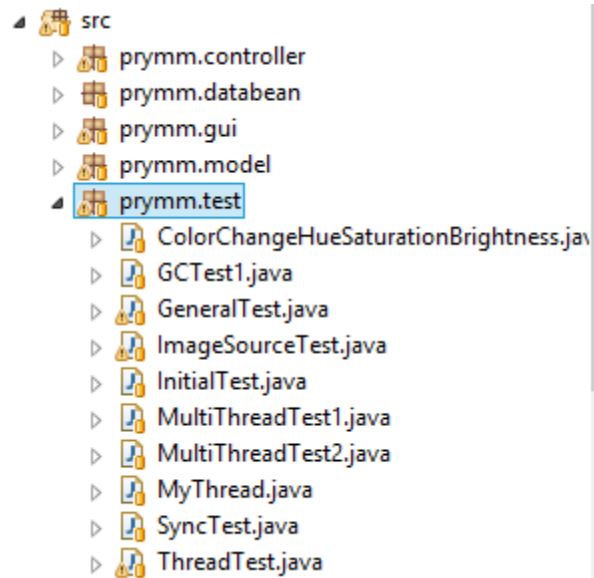 src
prymm.controller
prymm.databean
prymm.gui
prymm.model
prymm.test
ColorChangeHueSaturationBrightness.jav
GCTest1.java
GeneralTest.java
ImageSourceTest.java
InitialTest.java
MultiThreadTest1.java
MultiThreadTest2.java
MyThread.java
SyncTest.java
ThreadTest.java